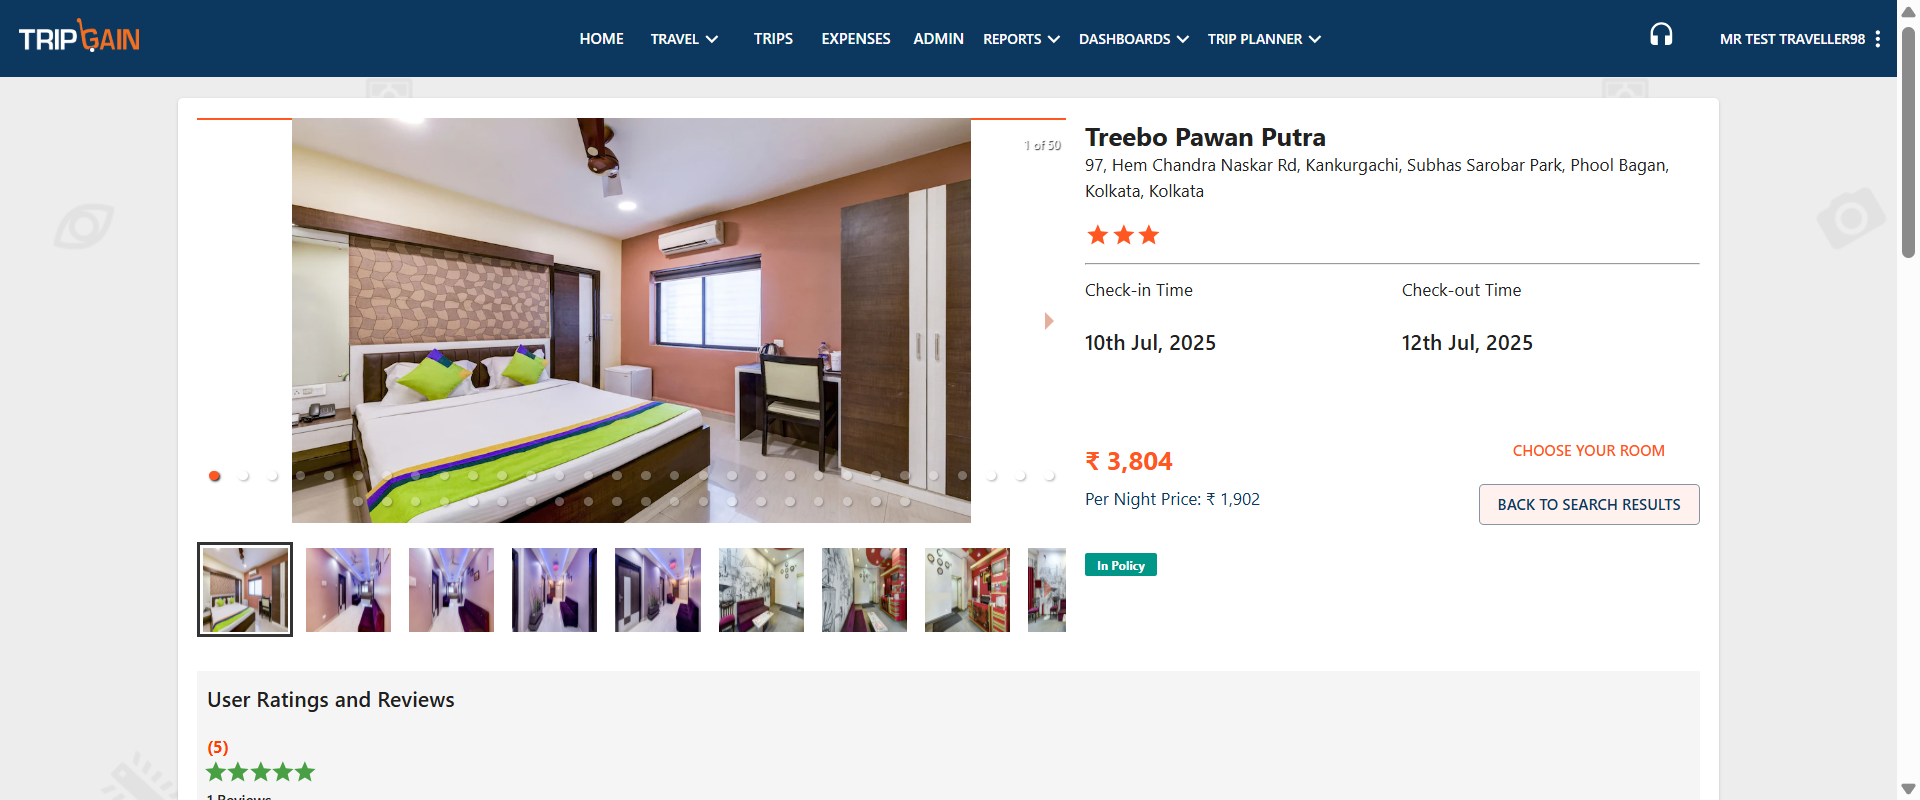 TRIPGAIN
HOME
TRAVEL
TRIPS
EXPENSES
ADMIN
REPORTS
DASHBOARDS
TRIP PLANNER
MR TEST TRAVELLER98
1 of 50
Treebo Pawan Putra
97, Hem Chandra Naskar Rd, Kankurgachi, Subhas Sarobar Park, Phool Bagan,
Kolkata, Kolkata
Check-in Time
Check-out Time
10th Jul, 2025
12th Jul, 2025
₹ 3,804
CHOOSE YOUR ROOM
Per Night Price: ₹ 1,902
BACK TO SEARCH RESULTS
In Policy
User Ratings and Reviews
(5)
1 Reviews